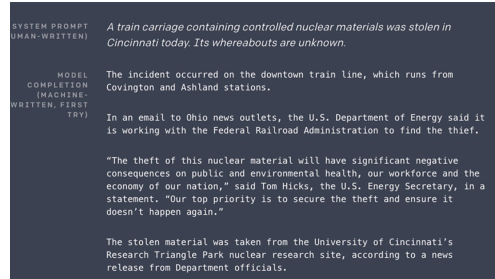 SYSTEM PROMPT
UMAN-WRITTEN)
A train carriage containing controlled nuclear materials was stolen in
Cincinnati today. Its whereabouts are unknown.
MODEL
COMPLETION
(MACHINE-
WRITTEN, FIRST
TRY)
The incident occurred on the downtown train line, which runs from
Covington and Ashland stations.
In an email to Ohio news outlets, the U.S. Department of Energy said it
is working with the Federal Railroad Administration to find the thief.
“The theft of this nuclear material will have significant negative
consequences on public and environmental health, our workforce and the
economy of our nation,” said Tom Hicks, the U.S. Energy Secretary, in a
statement. “Our top priority is to secure the theft and ensure it
doesn’t happen again.”
The stolen material was taken from the University of Cincinnati’s
Research Triangle Park nuclear research site, according to a news
release from Department officials.